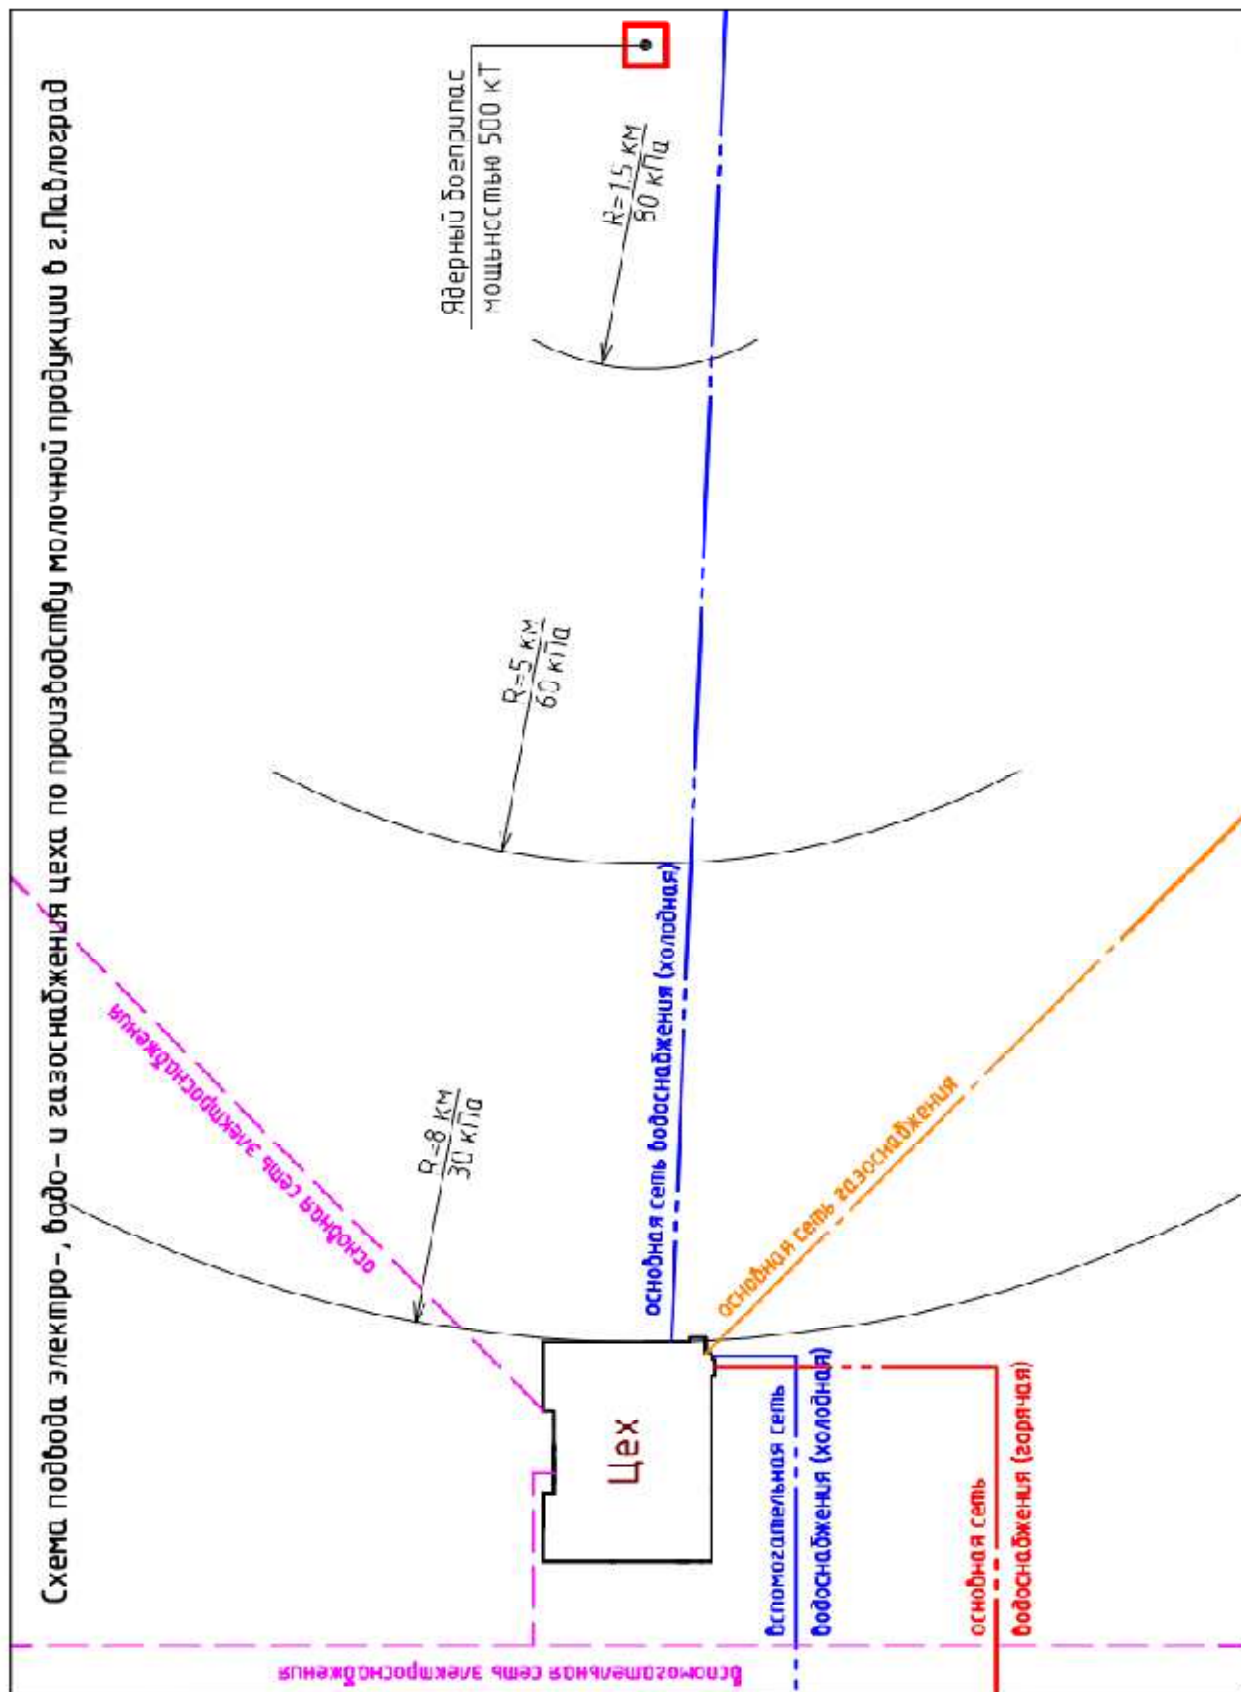 Схема подвода электро-, водо- и газоснабжения цеха по производству молочной продукции в г.Павлоград
Ядерный боеприпас
мощьностью 500 кТ
R=1.5 км
80 кПа
R=5 км
60 кПа
R=8 км
30 кПа
основная сеть электроснабжения
основная сеть водоснабжения (холодная)
основная сеть газоснабжения
Цех
вспомогательная сеть
водоснабжения (холодная)
основная сеть
водоснабжения (горячая)
вспомогательная сеть электроснабжения